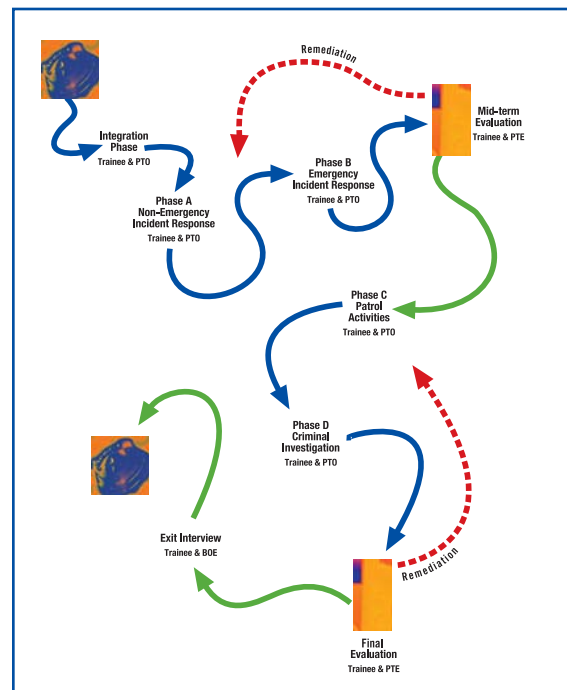 Remediation
Mid-term
Evaluation
Trainee & PTE
Integration
Phase
Trainee & PTO
Phase B
Emergency
Incident Response
Trainee & PTO
Phase A
Non-Emergency
Incident Response
Trainee & PTO
Phase C
Patrol
Activities
Trainee & PTO
Phase D
Criminal
Investigation
Trainee & PTO
Exit Interview
Trainee & BOE
Remediation
Final
Evaluation
Trainee & PTE